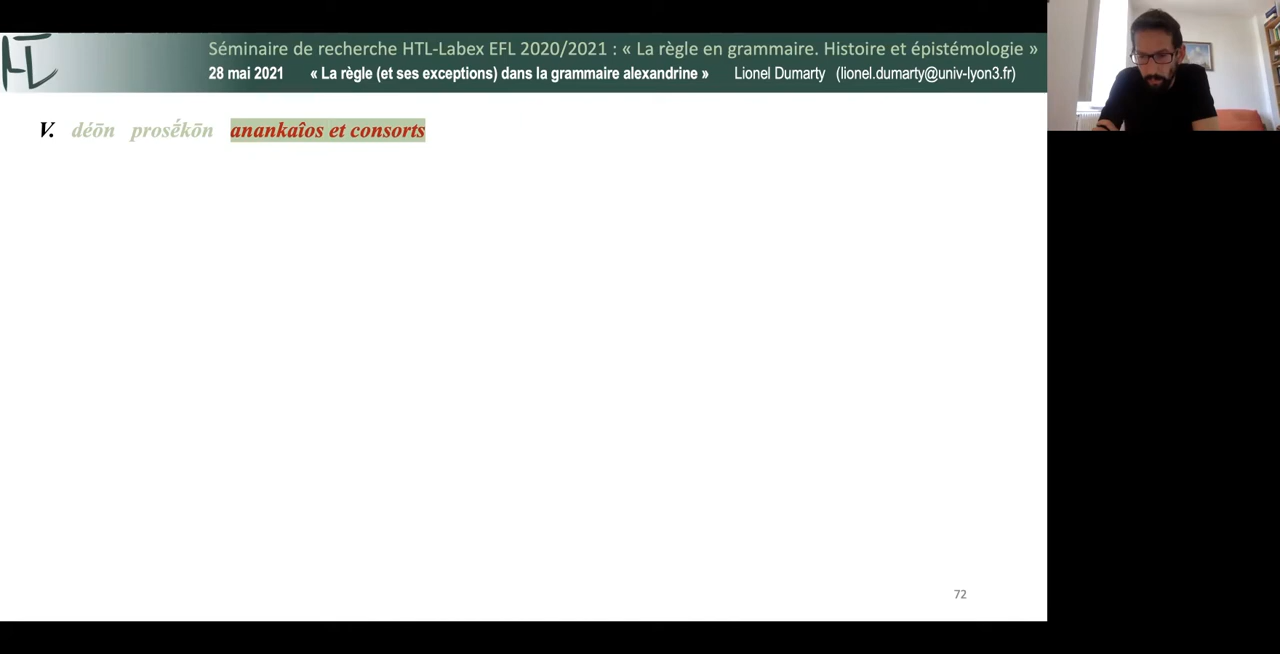 HTL
Séminaire de recherche HTL-Labex EFL 2020/2021 : « La règle en grammaire. Histoire et épistémologie »
28 mai 2021 « La règle (et ses exceptions) dans la grammaire alexandrine » Lionel Dumarty (lionel.dumarty@univ-lyon3.fr)
V. déōn prosḗkōn anankaîos et consorts
72